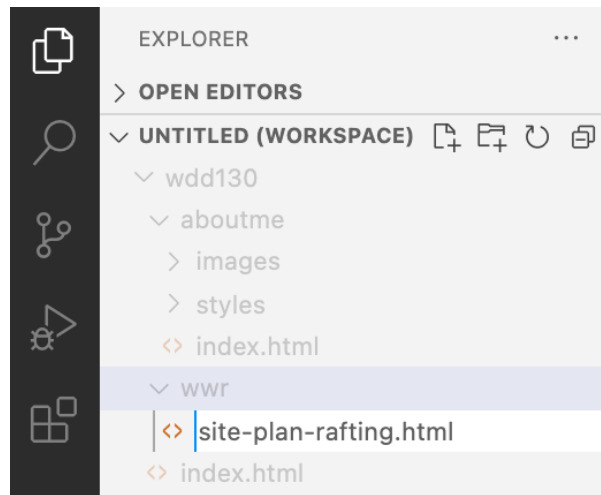 EXPLORER
OPEN EDITORS
UNTITLED (WORKSPACE)
wdd130
aboutme
images
styles
index.html
wwr
site-plan-rafting.html
index.html